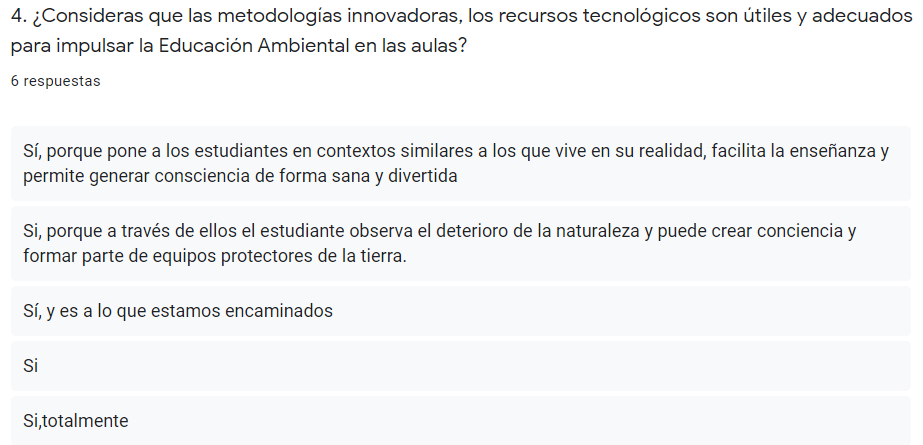 4. ¿Consideras que las metodologías innovadoras, los recursos tecnológicos son útiles y adecuados
para impulsar la Educación Ambiental en las aulas?
6 respuestas
Sí, porque pone a los estudiantes en contextos similares a los que vive en su realidad, facilita la enseñanza y
permite generar consciencia de forma sana y divertida
Si, porque a través de ellos el estudiante observa el deterioro de la naturaleza y puede crear conciencia y
formar parte de equipos protectores de la tierra.
Sí, y es a lo que estamos encaminados
Si
Si,totalmente